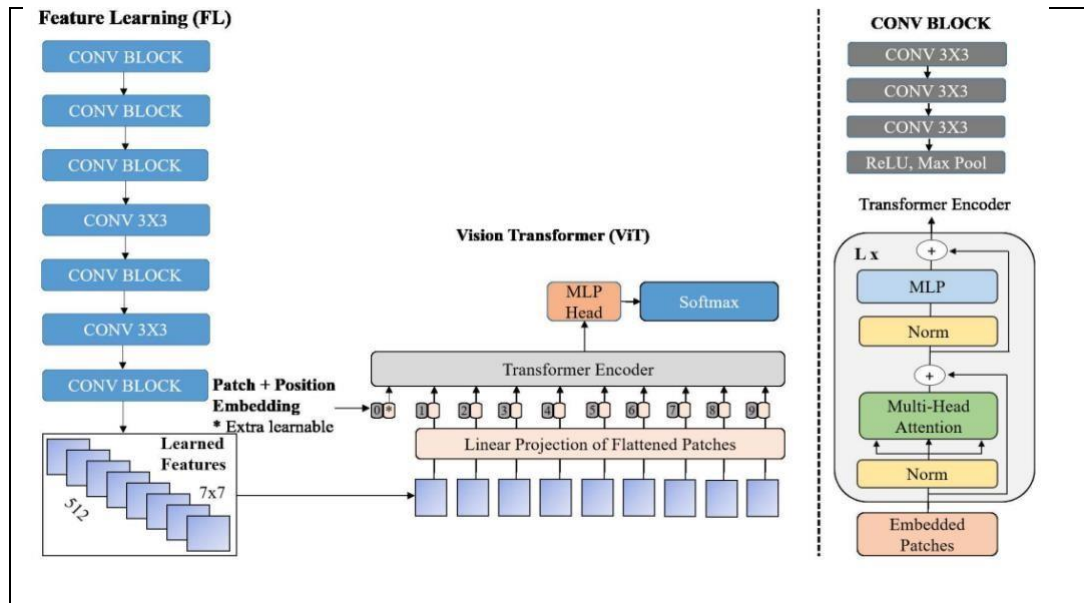 Feature Learning (FL)
CONV BLOCK
CONV BLOCK
CONV BLOCK
CONV 3X3
CONV BLOCK
CONV 3X3
CONV BLOCK
Learned
Features
7x7
512
Patch + Position
Embedding
* Extra learnable
Vision Transformer (ViT)
MLP
Head
Softmax
Transformer Encoder
0 * 1 2 3 4 5 6 7 8 9
Linear Projection of Flattened Patches
CONV BLOCK
CONV 3X3
CONV 3X3
CONV 3X3
ReLU, Max Pool
Transformer Encoder
L x
+
MLP
Norm
+
Multi-Head
Attention
Norm
Embedded
Patches